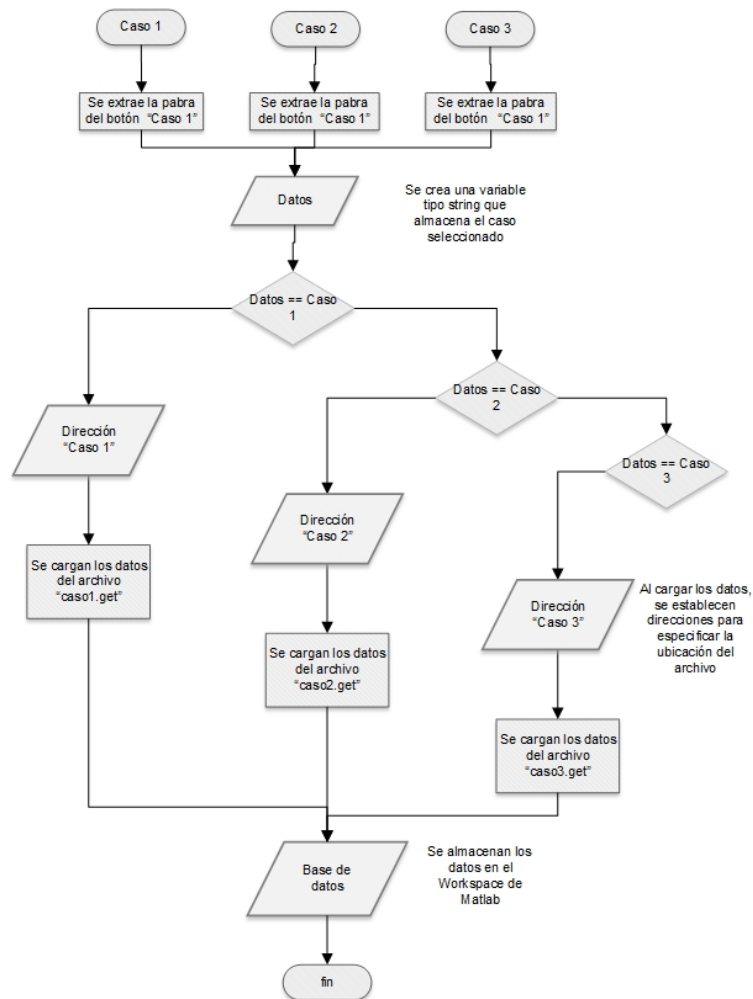 Caso 1
Caso 2
Caso 3
Se extrae la pabra
del botón "Caso 1"
Se extrae la pabra
del botón "Caso 1"
Se extrae la pabra
del botón "Caso 1"
Datos
Se crea una variable
tipo string que
almacena el caso
seleccionado
Datos == Caso
1
Datos == Caso
2
Datos == Caso
3
Dirección
"Caso 1"
Dirección
"Caso 2"
Dirección
"Caso 3"
Al cargar los datos,
se establecen
direcciones para
especificar la
ubicación del
archivo
Se cargan los datos
del archivo
"caso1.get"
Se cargan los datos
del archivo
"caso2.get"
Se cargan los datos
del archivo
"caso3.get"
Base de
datos
Se almacenan los
datos en el
Workspace de
Matlab
fin